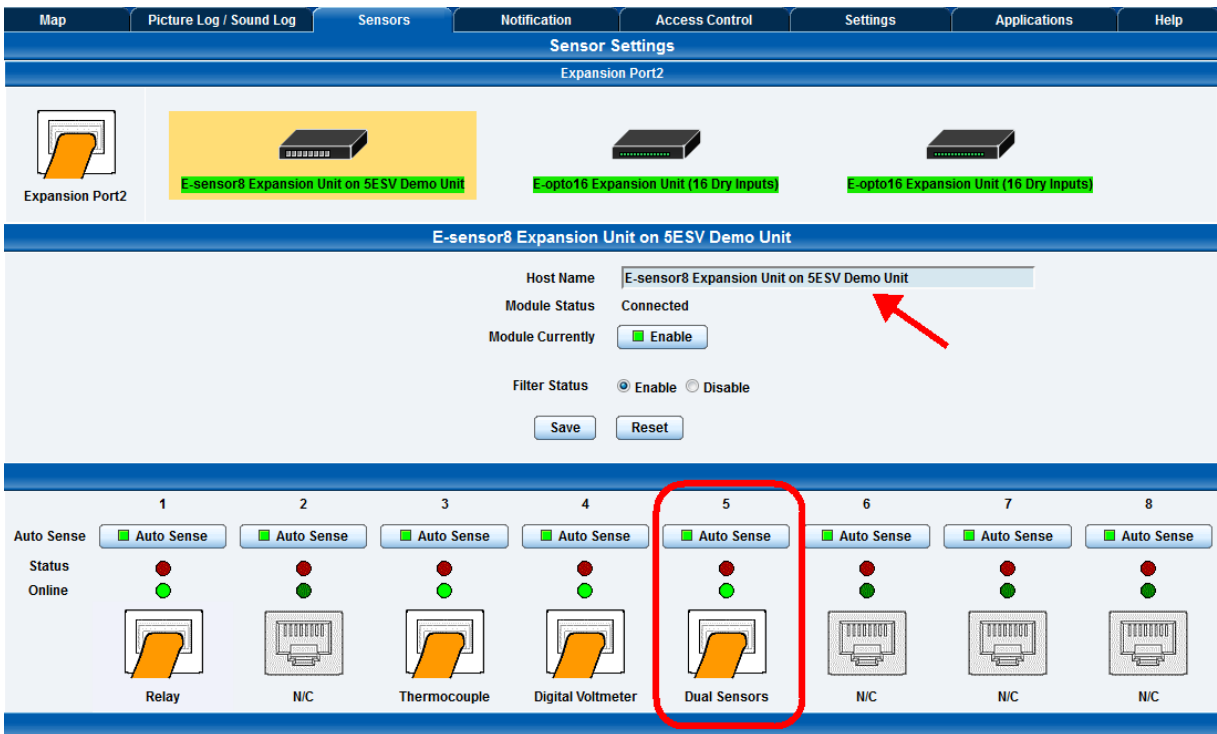 Map Picture Log / Sound Log Sensors Notification Access Control Settings Applications Help
Sensor Settings
Expansion Port2
Expansion Port2
E-sensor8 Expansion Unit on 5ESV Demo Unit
E-opto16 Expansion Unit (16 Dry Inputs)
E-opto16 Expansion Unit (16 Dry Inputs)
E-sensor8 Expansion Unit on 5ESV Demo Unit
Host Name E-sensor8 Expansion Unit on 5ESV Demo Unit
Module Status Connected
Module Currently Enable
Filter Status Enable Disable
Save Reset
1 2 3 4 5 6 7 8
Auto Sense Auto Sense Auto Sense Auto Sense Auto Sense Auto Sense Auto Sense Auto Sense Auto Sense
Status
Online
Relay N/C Thermocouple Digital Voltmeter Dual Sensors N/C N/C N/C